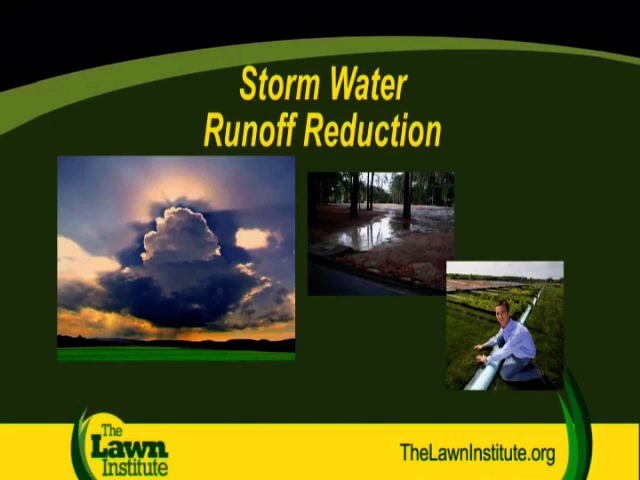 Storm Water
Runoff Reduction
The
Lawn
Institute
TheLawnInstitute.org